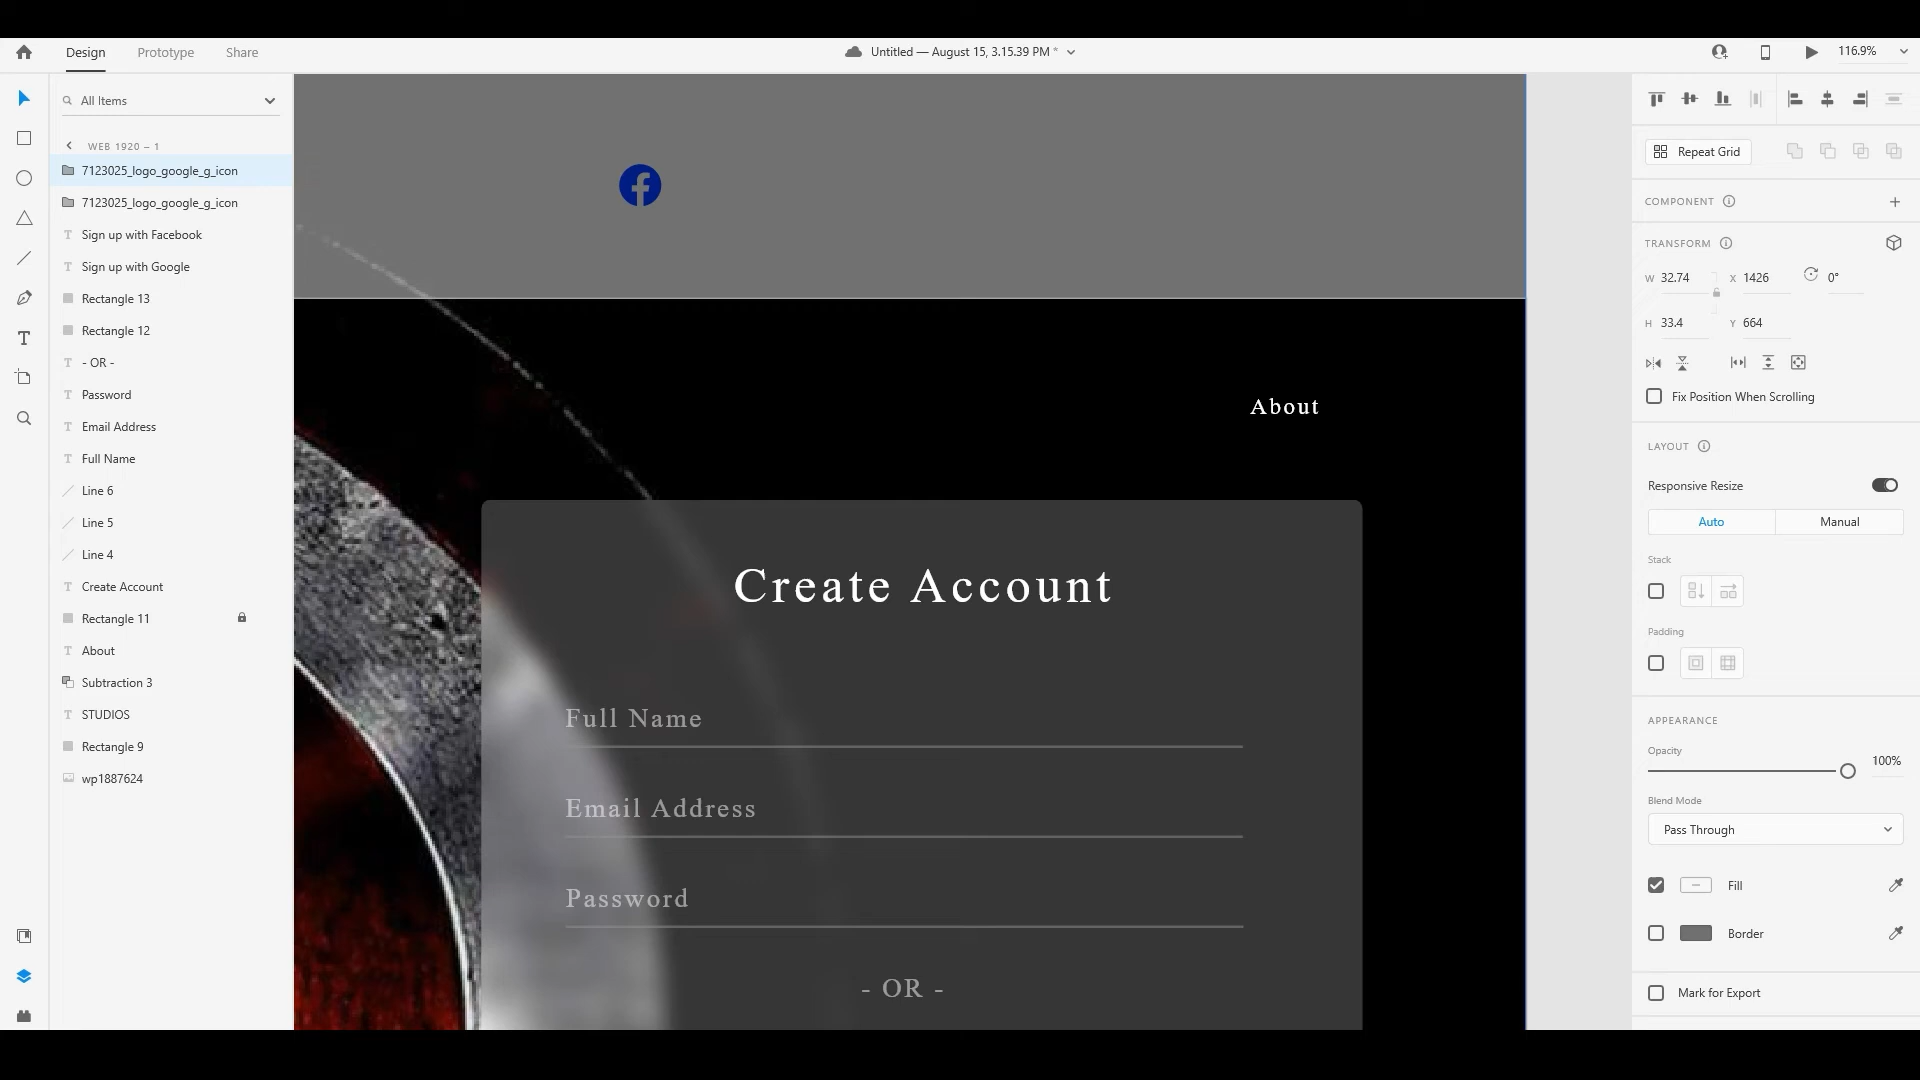 Design Prototype Share
Untitled — August 15, 3.15.39 PM *
116.9%
All Items
WEB 1920 – 1
7123025_logo_google_g_icon
7123025_logo_google_g_icon
Sign up with Facebook
Sign up with Google
Rectangle 13
Rectangle 12
- OR -
Password
Email Address
Full Name
Line 6
Line 5
Line 4
Create Account
Rectangle 11
About
Subtraction 3
STUDIOS
Rectangle 9
wp1887624
About
Create Account
Full Name
Email Address
Password
- OR -
Repeat Grid
COMPONENT
TRANSFORM
W 32.74 X 1426 0°
H 33.4 Y 664
Fix Position When Scrolling
LAYOUT
Responsive Resize
Auto Manual
Stack
Padding
APPEARANCE
Opacity
100%
Blend Mode
Pass Through
Fill
Border
Mark for Export